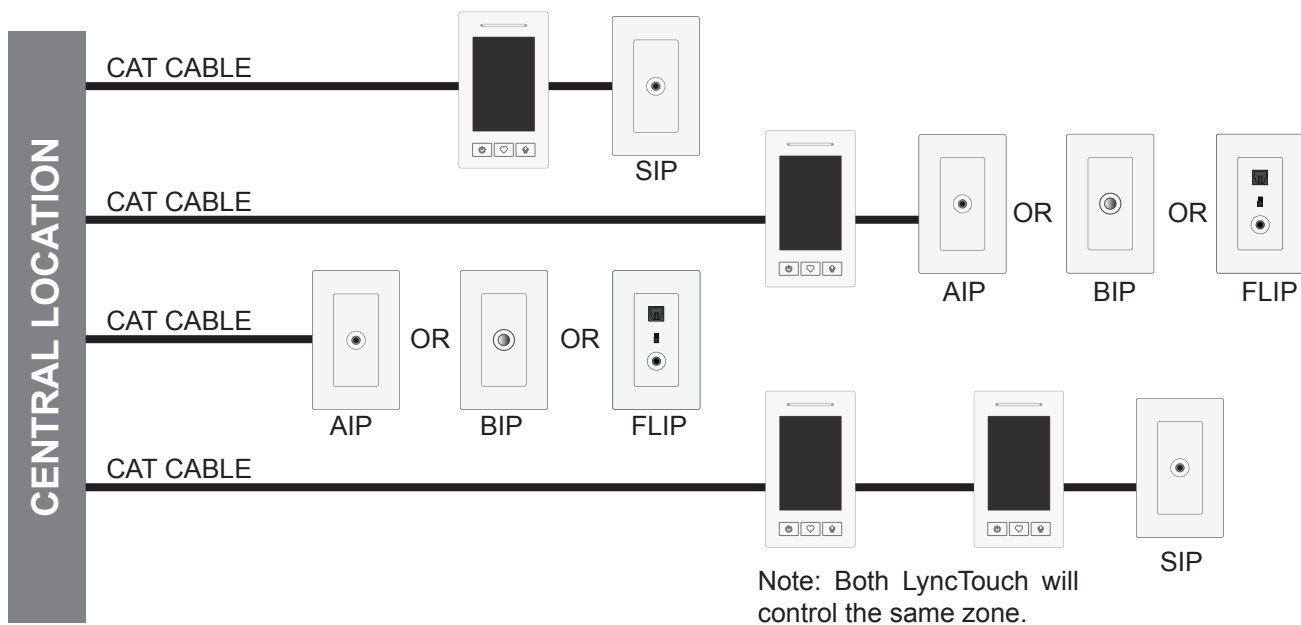 CENTRAL LOCATION
CAT CABLE
SIP
CAT CABLE
OR
OR
AIP
BIP
FLIP
CAT CABLE
OR
OR
AIP
BIP
FLIP
CAT CABLE
SIP
Note: Both LyncTouch will
control the same zone.